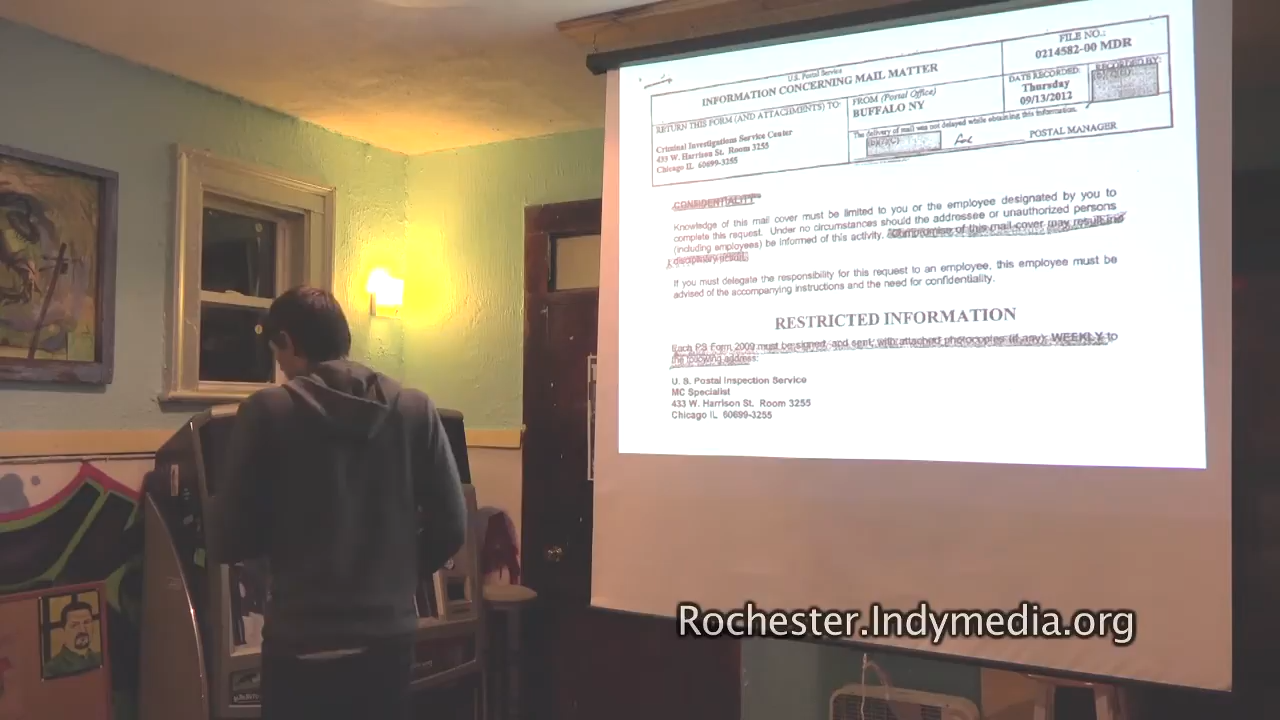 U.S. Postal Service
INFORMATION CONCERNING MAIL MATTER
FILE NO.:
0214582-00 MDR
RETURN THIS FORM (AND ATTACHMENTS) TO:
Criminal Investigations Service Center
433 W. Harrison St. Room 3255
Chicago IL 60699-3255
FROM (Postal Office)
BUFFALO NY
DATE RECORDED:
Thursday
09/13/2012
RECORDED BY:
The delivery of mail was not delayed while obtaining this information.
POSTAL MANAGER
CONFIDENTIALITY
Knowledge of this mail cover must be limited to you or the employee designated by you to
complete this request. Under no circumstances should the addressee or unauthorized persons
(including employees) be informed of this activity. Compromise of this mail cover may result in
disciplinary action.
If you must delegate the responsibility for this request to an employee, this employee must be
advised of the accompanying instructions and the need for confidentiality.
RESTRICTED INFORMATION
Each PS Form 2009 must be signed and sent, with attached photocopies (if any), WEEKLY to
the following address:
U. S. Postal Inspection Service
MC Specialist
433 W. Harrison St. Room 3255
Chicago IL 60699-3255
Rochester.Indymedia.org